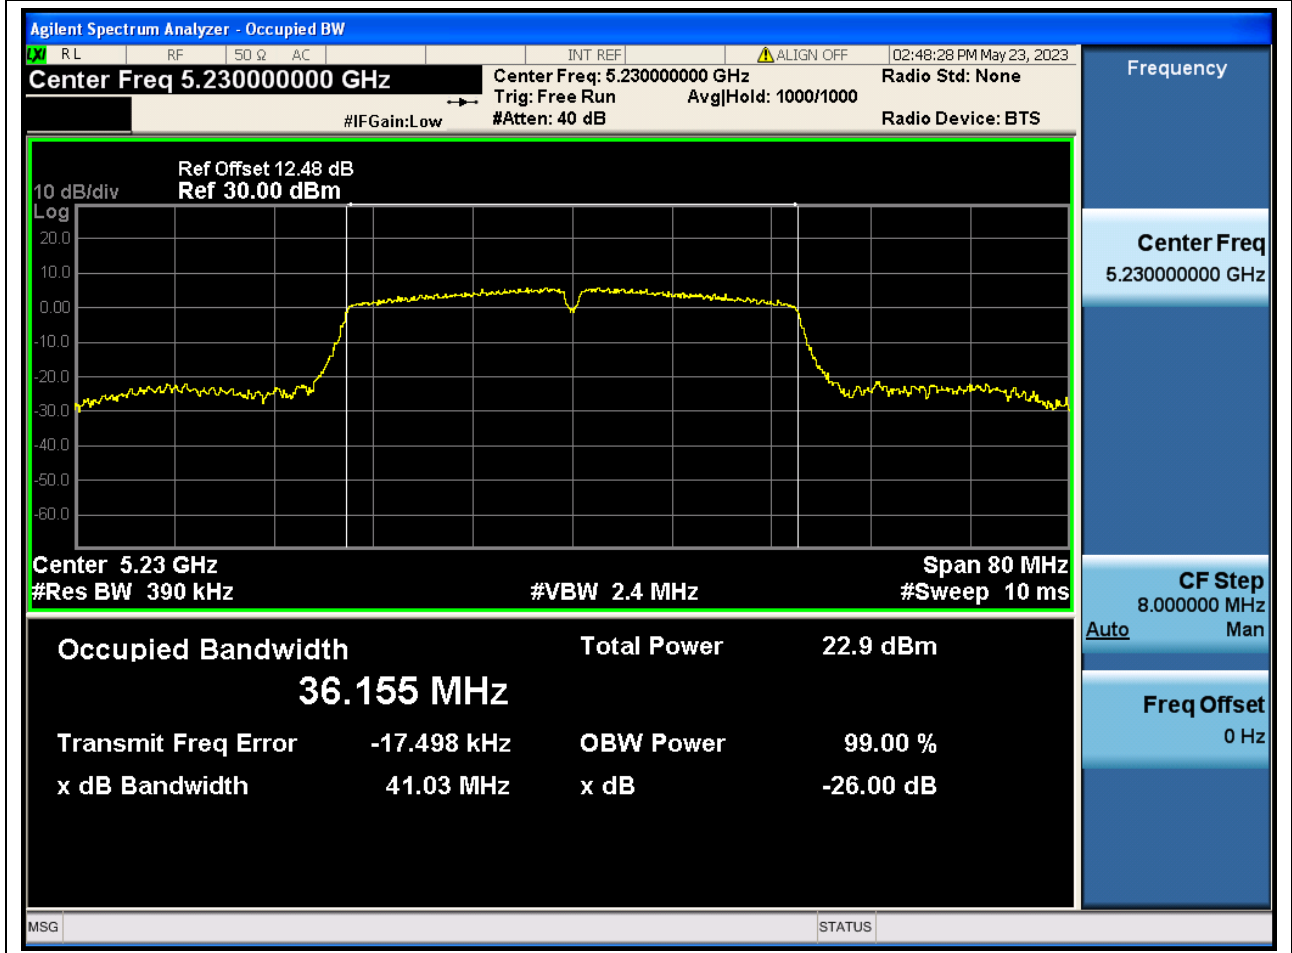 Agilent Spectrum Analyzer - Occupied BW
LXI RL RF 50 Ω AC INT REF ALIGN OFF 02:48:28 PM May 23, 2023
Center Freq 5.230000000 GHz
Center Freq: 5.230000000 GHz
Radio Std: None
Trig: Free Run Avg|Hold: 1000/1000
#IFGain:Low #Atten: 40 dB Radio Device: BTS
Ref Offset 12.48 dB
10 dB/div Ref 30.00 dBm
Log
20.0
10.0
0.00
-10.0
-20.0
-30.0
-40.0
-50.0
-60.0
Center 5.23 GHz Span 80 MHz
#Res BW 390 kHz #VBW 2.4 MHz #Sweep 10 ms
Occupied Bandwidth Total Power 22.9 dBm
36.155 MHz
Transmit Freq Error -17.498 kHz OBW Power 99.00 %
x dB Bandwidth 41.03 MHz x dB -26.00 dB
Frequency
Center Freq
5.230000000 GHz
CF Step
8.000000 MHz
Auto Man
Freq Offset
0 Hz
MSG STATUS